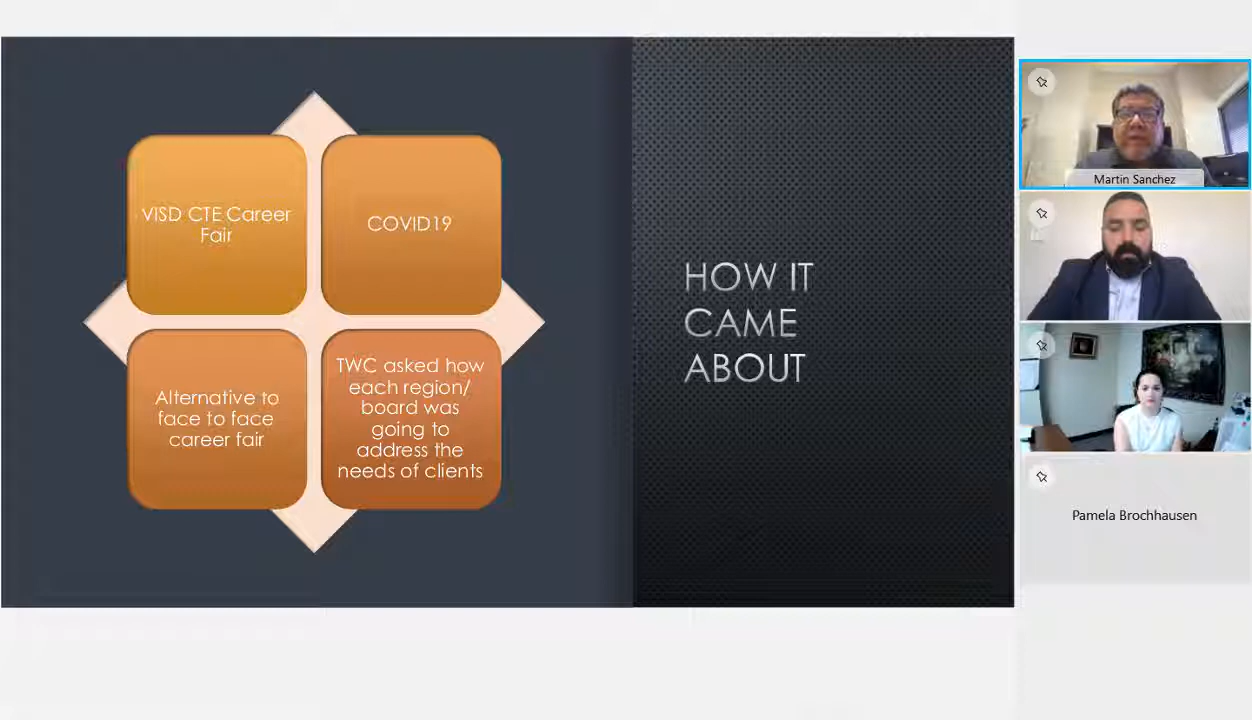 VISD CTE Career
Fair
COVID19
Alternative to
face to face
career fair
TWC asked how
each region/
board was
going to
address the
needs of clients
HOW IT
CAME
ABOUT
Martin Sanchez
Pamela Brochhausen